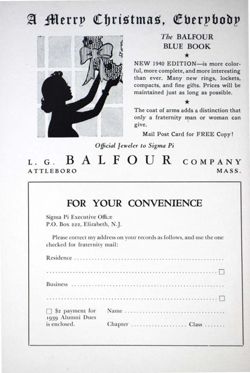 A Merry Christmas, Everybody
The BALFOUR
BLUE BOOK
★
NEW 1940 EDITION—is more color-
ful, more complete, and more interesting
than ever. Many new rings, lockets,
compacts, and fine gifts. Prices will be
maintained just as long as possible.
★
The coat of arms adds a distinction that
only a fraternity man or woman can
give.
Mail Post Card for FREE Copy!
Official Jeweler to Sigma Pi
L. G. BALFOUR COMPANY
ATTLEBORO MASS.
FOR YOUR CONVENIENCE
Sigma Pi Executive Office
P.O. Box 222, Elizabeth, N.J.
Please correct my address on your records as follows, and use the one
checked for fraternity mail:
Residence
Business
$2 payment for
1939 Alumni Dues
is enclosed.
Name
Chapter Class